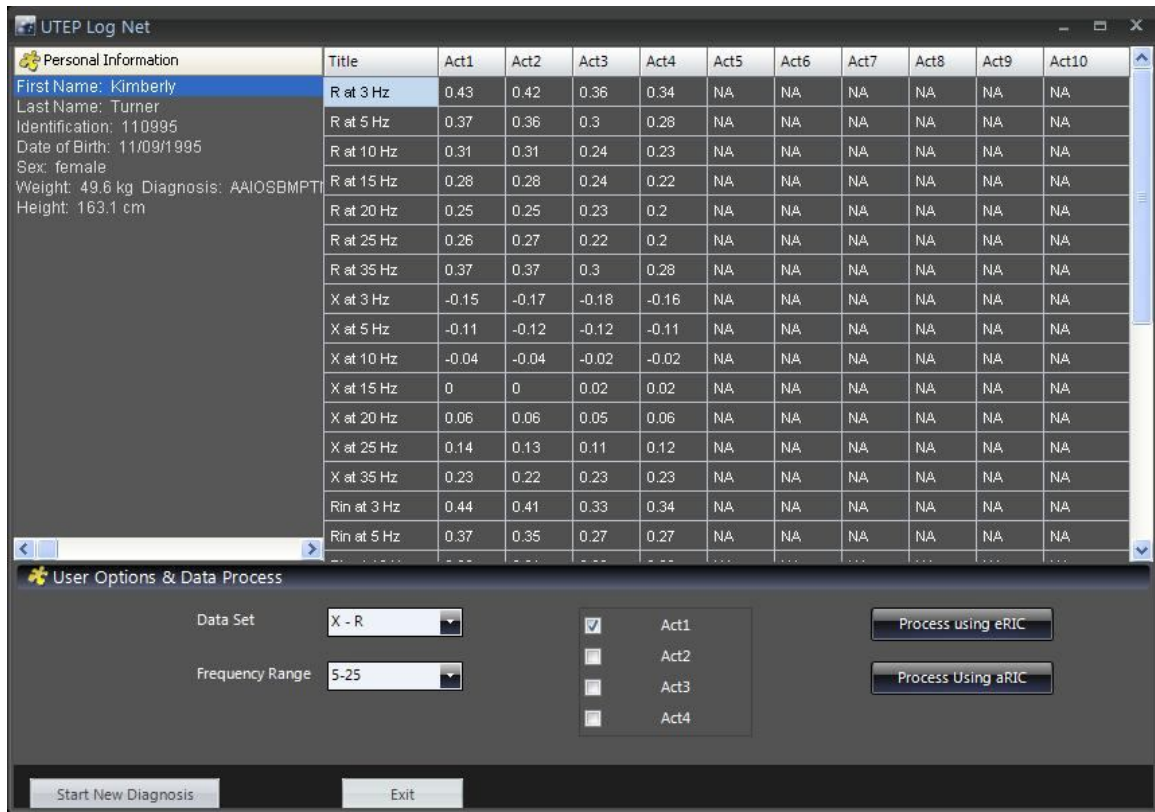 UTEP Log Net
Personal Information
First Name: Kimberly
Last Name: Turner
Identification: 110995
Date of Birth: 11/09/1995
Sex: female
Weight: 49.6 kg Diagnosis:
Height: 163.1 cm
Title Act1 Act2 Act3 Act4 Act5 Act6 Act7 Act8 Act9 Act10
R at 3 Hz 0.43 0.42 0.36 0.34 NA NA NA NA NA NA
R at 5 Hz 0.37 0.36 0.3 0.28 NA NA NA NA NA NA
R at 10 Hz 0.31 0.31 0.24 0.23 NA NA NA NA NA NA
R at 15 Hz 0.28 0.28 0.24 0.22 NA NA NA NA NA NA
R at 20 Hz 0.25 0.25 0.23 0.2 NA NA NA NA NA NA
R at 25 Hz 0.26 0.27 0.22 0.2 NA NA NA NA NA NA
R at 35 Hz 0.37 0.37 0.3 0.28 NA NA NA NA NA NA
X at 3 Hz -0.15 -0.17 -0.18 -0.16 NA NA NA NA NA NA
X at 5 Hz -0.11 -0.12 -0.12 -0.11 NA NA NA NA NA NA
X at 10 Hz -0.04 -0.04 -0.02 -0.02 NA NA NA NA NA NA
X at 15 Hz 0 0 0.02 0.02 NA NA NA NA NA NA
X at 20 Hz 0.06 0.06 0.05 0.06 NA NA NA NA NA NA
X at 25 Hz 0.14 0.13 0.11 0.12 NA NA NA NA NA NA
X at 35 Hz 0.23 0.22 0.23 0.23 NA NA NA NA NA NA
Rin at 3 Hz 0.44 0.41 0.33 0.34 NA NA NA NA NA NA
Rin at 5 Hz 0.37 0.35 0.27 0.27 NA NA NA NA NA NA
User Options & Data Process
Data Set X - R
Frequency Range 5-25
Act1
Act2
Act3
Act4
Process using eRIC
Process Using aRIC
Start New Diagnosis
Exit